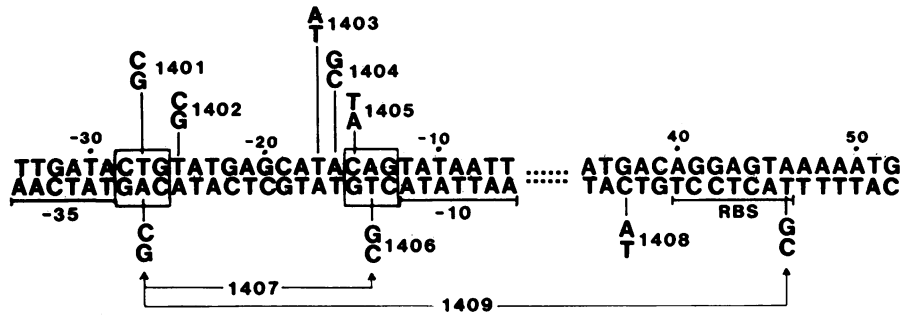 A
T 1403
C
G 1401
G
C 1404
C
G 1402
T
A 1405
-30 -20 -10 40 50
TTGATACTGTATGAGCATACAGTATAATT ATGACAGGAGTAAAAATG
AACTATGACATACTCGTATGTCATATTAA TACTGTCCTCATTTTTAC
-35 -10 RBS
C
G
G
C 1406
A
T 1408
G
C
1407
1409